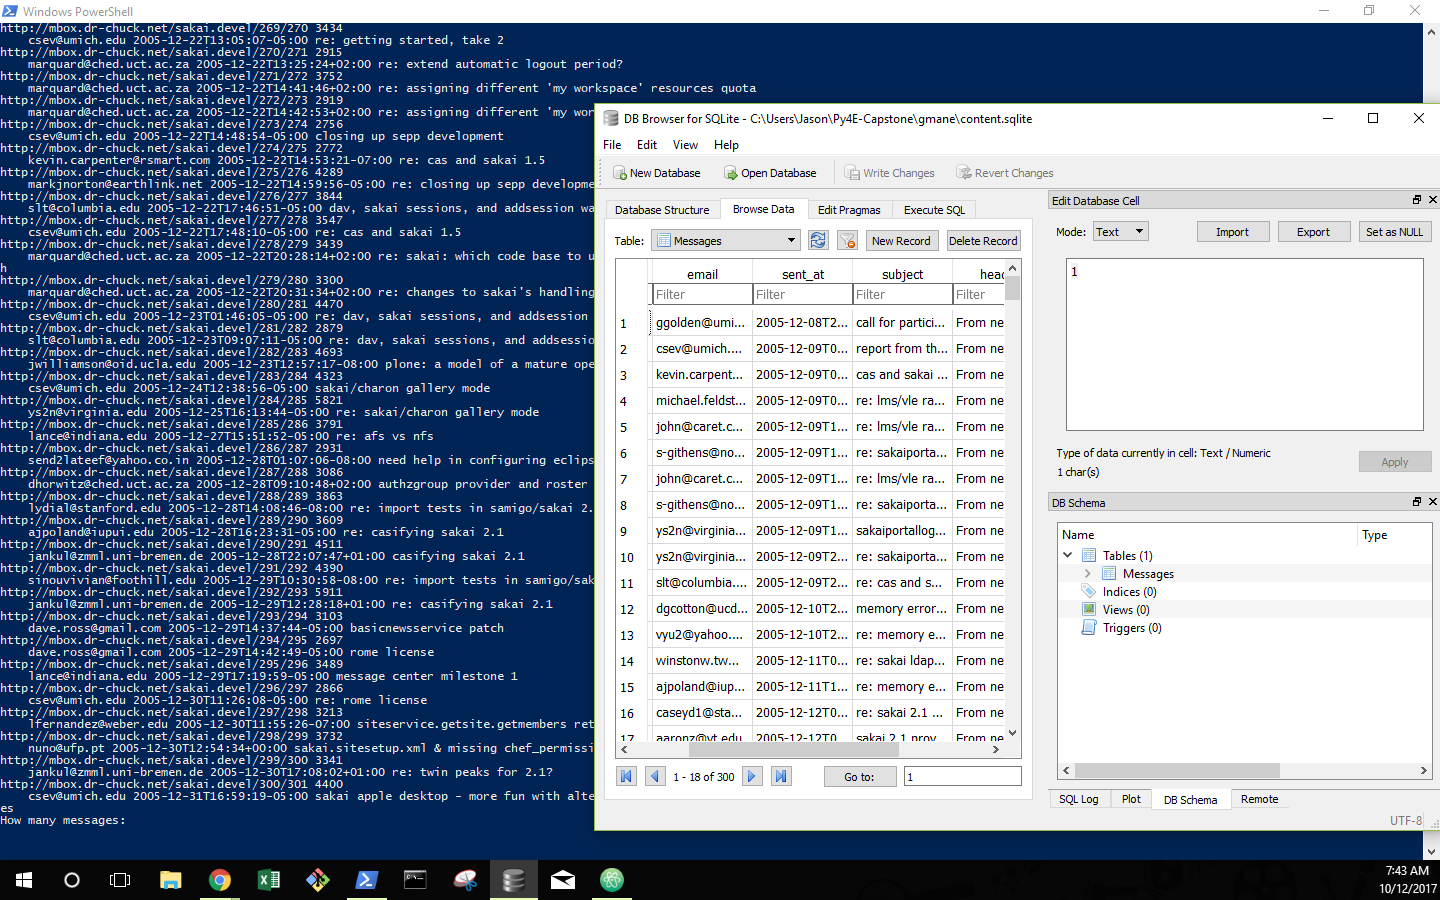 Windows PowerShell
http://mbox.dr-chuck.net/sakai.devel/269/270 3434
csev@umich.edu 2005-12-22T13:05:07-05:00 re: getting started, take 2
http://mbox.dr-chuck.net/sakai.devel/270/271 2915
marquard@ched.uct.ac.za 2005-12-22T13:25:24+02:00 re: extend automatic logout period?
http://mbox.dr-chuck.net/sakai.devel/271/272 3752
marquard@ched.uct.ac.za 2005-12-22T14:41:46+02:00 re: assigning different 'my workspace' resources quota
http://mbox.dr-chuck.net/sakai.devel/272/273 2919
marquard@ched.uct.ac.za 2005-12-22T14:42:53+02:00 re: assigning different 'my wor
http://mbox.dr-chuck.net/sakai.devel/273/274 2756
csev@umich.edu 2005-12-22T14:48:54-05:00 closing up sepp development
http://mbox.dr-chuck.net/sakai.devel/274/275 2772
kevin.carpenter@rsmart.com 2005-12-22T14:53:21-07:00 re: cas and sakai 1.5
http://mbox.dr-chuck.net/sakai.devel/275/276 4289
markjnorton@earthlink.net 2005-12-22T14:59:56-05:00 re: closing up sepp developme
http://mbox.dr-chuck.net/sakai.devel/276/277 3844
slt@columbia.edu 2005-12-22T17:46:51-05:00 dav, sakai sessions, and addsession wa
http://mbox.dr-chuck.net/sakai.devel/277/278 3547
csev@umich.edu 2005-12-22T17:48:10-05:00 re: cas and sakai 1.5
http://mbox.dr-chuck.net/sakai.devel/278/279 3439
marquard@ched.uct.ac.za 2005-12-22T20:28:14+02:00 re: sakai: which code base to u
h
http://mbox.dr-chuck.net/sakai.devel/279/280 3300
marquard@ched.uct.ac.za 2005-12-22T20:31:34+02:00 re: changes to sakai's handling
http://mbox.dr-chuck.net/sakai.devel/280/281 4470
csev@umich.edu 2005-12-23T01:46:05-05:00 re: dav, sakai sessions, and addsession
http://mbox.dr-chuck.net/sakai.devel/281/282 2879
slt@columbia.edu 2005-12-23T09:07:11-05:00 re: dav, sakai sessions, and addsessio
http://mbox.dr-chuck.net/sakai.devel/282/283 4693
jwilliamson@oid.ucla.edu 2005-12-23T12:57:17-08:00 plone: a model of a mature ope
http://mbox.dr-chuck.net/sakai.devel/283/284 4323
csev@umich.edu 2005-12-24T12:38:56-05:00 sakai/charon gallery mode
http://mbox.dr-chuck.net/sakai.devel/284/285 5821
ys2n@virginia.edu 2005-12-25T16:13:44-05:00 re: sakai/charon gallery mode
http://mbox.dr-chuck.net/sakai.devel/285/286 3791
lance@indiana.edu 2005-12-27T15:51:52-05:00 re: afs vs nfs
http://mbox.dr-chuck.net/sakai.devel/286/287 2931
send2lateef@yahoo.co.in 2005-12-28T01:07:06-08:00 need help in configuring eclips
http://mbox.dr-chuck.net/sakai.devel/287/288 3086
dhorwitz@ched.uct.ac.za 2005-12-28T09:10:48+02:00 authzgroup provider and roster
http://mbox.dr-chuck.net/sakai.devel/288/289 3863
lydial@stanford.edu 2005-12-28T14:08:46-08:00 re: import tests in samigo/sakai 2.
http://mbox.dr-chuck.net/sakai.devel/289/290 3609
ajpoland@iupui.edu 2005-12-28T16:23:31-05:00 re: casifying sakai 2.1
http://mbox.dr-chuck.net/sakai.devel/290/291 4511
jankul@zmml.uni-bremen.de 2005-12-28T22:07:47+01:00 casifying sakai 2.1
http://mbox.dr-chuck.net/sakai.devel/291/292 4390
sinouvivian@foothill.edu 2005-12-29T10:30:58-08:00 re: import tests in samigo/sak
http://mbox.dr-chuck.net/sakai.devel/292/293 5911
jankul@zmml.uni-bremen.de 2005-12-29T12:28:18+01:00 re: casifying sakai 2.1
http://mbox.dr-chuck.net/sakai.devel/293/294 3103
dave.ross@gmail.com 2005-12-29T14:37:44-05:00 basicnewsservice patch
http://mbox.dr-chuck.net/sakai.devel/294/295 2697
dave.ross@gmail.com 2005-12-29T14:42:49-05:00 rome license
http://mbox.dr-chuck.net/sakai.devel/295/296 3489
lance@indiana.edu 2005-12-29T17:19:59-05:00 message center milestone 1
http://mbox.dr-chuck.net/sakai.devel/296/297 2866
csev@umich.edu 2005-12-30T11:26:08-05:00 re: rome license
http://mbox.dr-chuck.net/sakai.devel/297/298 3213
lfernandez@weber.edu 2005-12-30T11:55:26-07:00 siteservice.getsite.getmembers ret
http://mbox.dr-chuck.net/sakai.devel/298/299 3732
nuno@ufp.pt 2005-12-30T12:54:34+00:00 sakai.sitesetup.xml & missing chef_permissi
http://mbox.dr-chuck.net/sakai.devel/299/300 3341
jankul@zmml.uni-bremen.de 2005-12-30T17:08:02+01:00 re: twin peaks for 2.1?
http://mbox.dr-chuck.net/sakai.devel/300/301 4400
csev@umich.edu 2005-12-31T16:59:19-05:00 sakai apple desktop - more fun with alte
es
How many messages:
DB Browser for SQLite - C:\Users\Jason\Py4E-Capstone\gmane\content.sqlite
File Edit View Help
New Database Open Database Write Changes Revert Changes
Database Structure Browse Data Edit Pragmas Execute SQL
Table: Messages New Record Delete Record
email sent_at subject head
Filter Filter Filter Filter
1 ggolden@umi... 2005-12-08T2... call for partici... From ne
2 csev@umich.... 2005-12-09T0... report from th... From ne
3 kevin.carpent... 2005-12-09T0... cas and sakai ... From ne
4 michael.feldst... 2005-12-09T0... re: lms/vle ra... From ne
5 john@caret.c... 2005-12-09T1... re: lms/vle ra... From ne
6 s-githens@no... 2005-12-09T1... re: sakaiporta... From ne
7 john@caret.c... 2005-12-09T1... re: lms/vle ra... From ne
8 s-githens@no... 2005-12-09T1... re: sakaiporta... From ne
9 ys2n@virginia... 2005-12-09T1... sakaiportallog... From ne
10 ys2n@virginia... 2005-12-09T2... re: sakaiporta... From ne
11 slt@columbia.... 2005-12-09T2... re: cas and s... From ne
12 dgcotton@ucd... 2005-12-10T2... memory error... From ne
13 vyu2@yahoo.... 2005-12-10T2... re: memory e... From ne
14 winstonw.tw... 2005-12-11T0... re: sakai ldap... From ne
15 ajpoland@iup... 2005-12-11T1... re: memory e... From ne
16 caseyd1@sta... 2005-12-12T0... re: sakai 2.1 ... From ne
17 aaronz@vt.edu 2005-12-12T0... sakai 2.1 prov... From ne
1 - 18 of 300 Go to: 1
Edit Database Cell
Mode: Text Import Export Set as NULL
1
Type of data currently in cell: Text / Numeric
1 char(s)
Apply
DB Schema
Name Type
Tables (1)
Messages
Indices (0)
Views (0)
Triggers (0)
SQL Log Plot DB Schema Remote
UTF-8
7:43 AM
10/12/2017